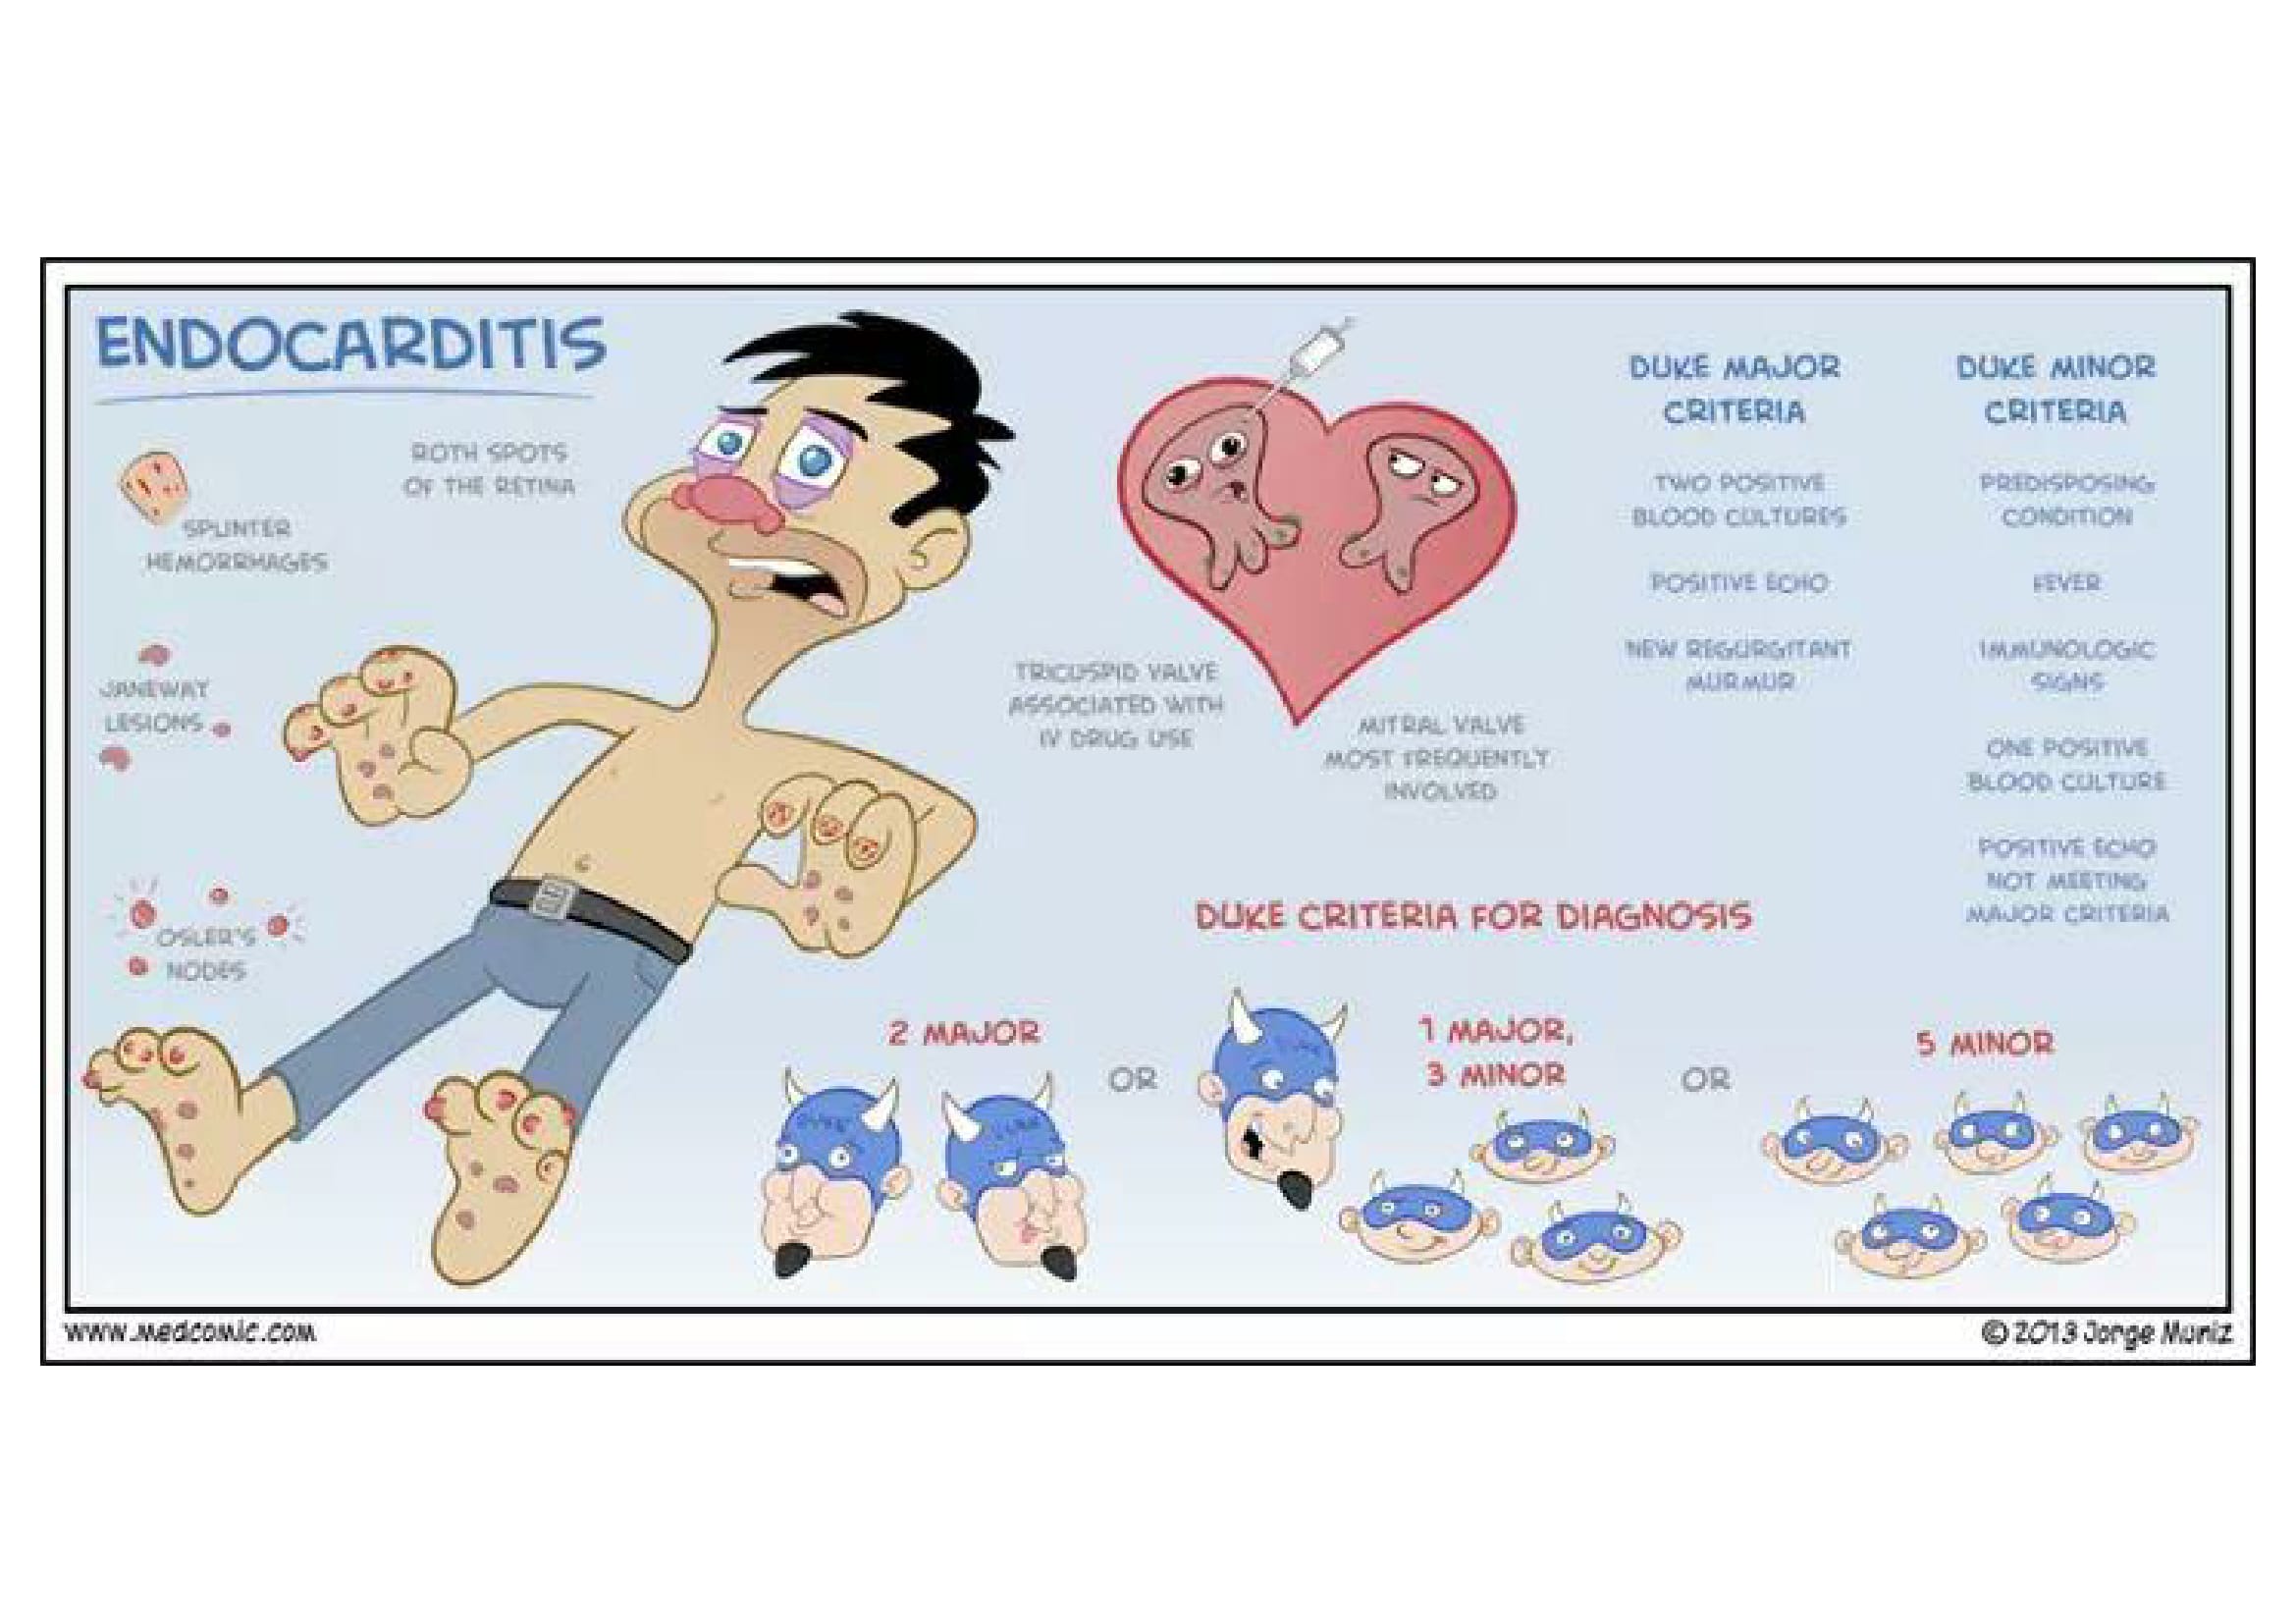 ENDOCARDITIS
ROTH SPOTS
OF THE RETINA
SPLINTER
HEMORRHAGES
JANEWAY
LESIONS
OSLER'S
NODES
TRICUSPID VALVE
ASSOCIATED WITH
IV DRUG USE
MITRAL VALVE
MOST FREQUENTLY
INVOLVED
DUKE MAJOR
CRITERIA
TWO POSITIVE
BLOOD CULTURES
POSITIVE ECHO
NEW REGURGITANT
MURMUR
DUKE MINOR
CRITERIA
PREDISPOSING
CONDITION
FEVER
IMMUNOLOGIC
SIGNS
ONE POSITIVE
BLOOD CULTURE
POSITIVE ECHO
NOT MEETING
MAJOR CRITERIA
DUKE CRITERIA FOR DIAGNOSIS
2 MAJOR
OR
1 MAJOR,
3 MINOR
OR
5 MINOR
www.medcomic.com
© 2013 Jorge Muniz